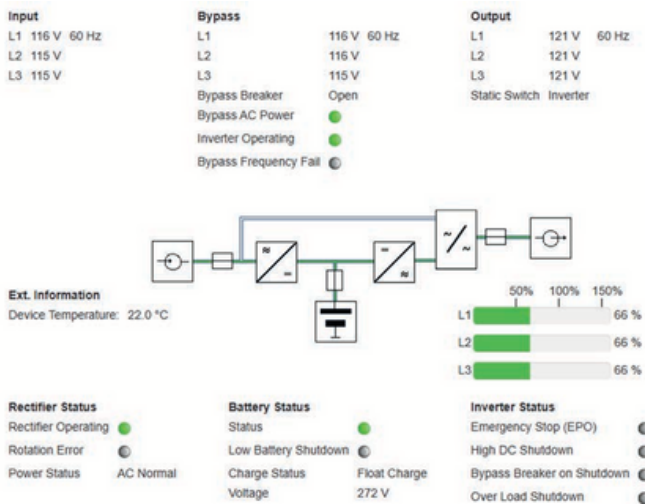 Input
L1 116 V 60 Hz
L2 115 V
L3 115 V
Bypass
L1 116 V 60 Hz
L2 116 V
L3 115 V
Bypass Breaker Open
Bypass AC Power
Inverter Operating
Bypass Frequency Fail
Output
L1 121 V 60 Hz
L2 121 V
L3 121 V
Static Switch Inverter
Ext. Information
Device Temperature: 22.0 °C
50% 100% 150%
L1 66 %
L2 66 %
L3 66 %
Rectifier Status
Rectifier Operating
Rotation Error
Power Status AC Normal
Battery Status
Status
Low Battery Shutdown
Charge Status Float Charge
Voltage 272 V
Inverter Status
Emergency Stop (EPO)
High DC Shutdown
Bypass Breaker on Shutdown
Over Load Shutdown